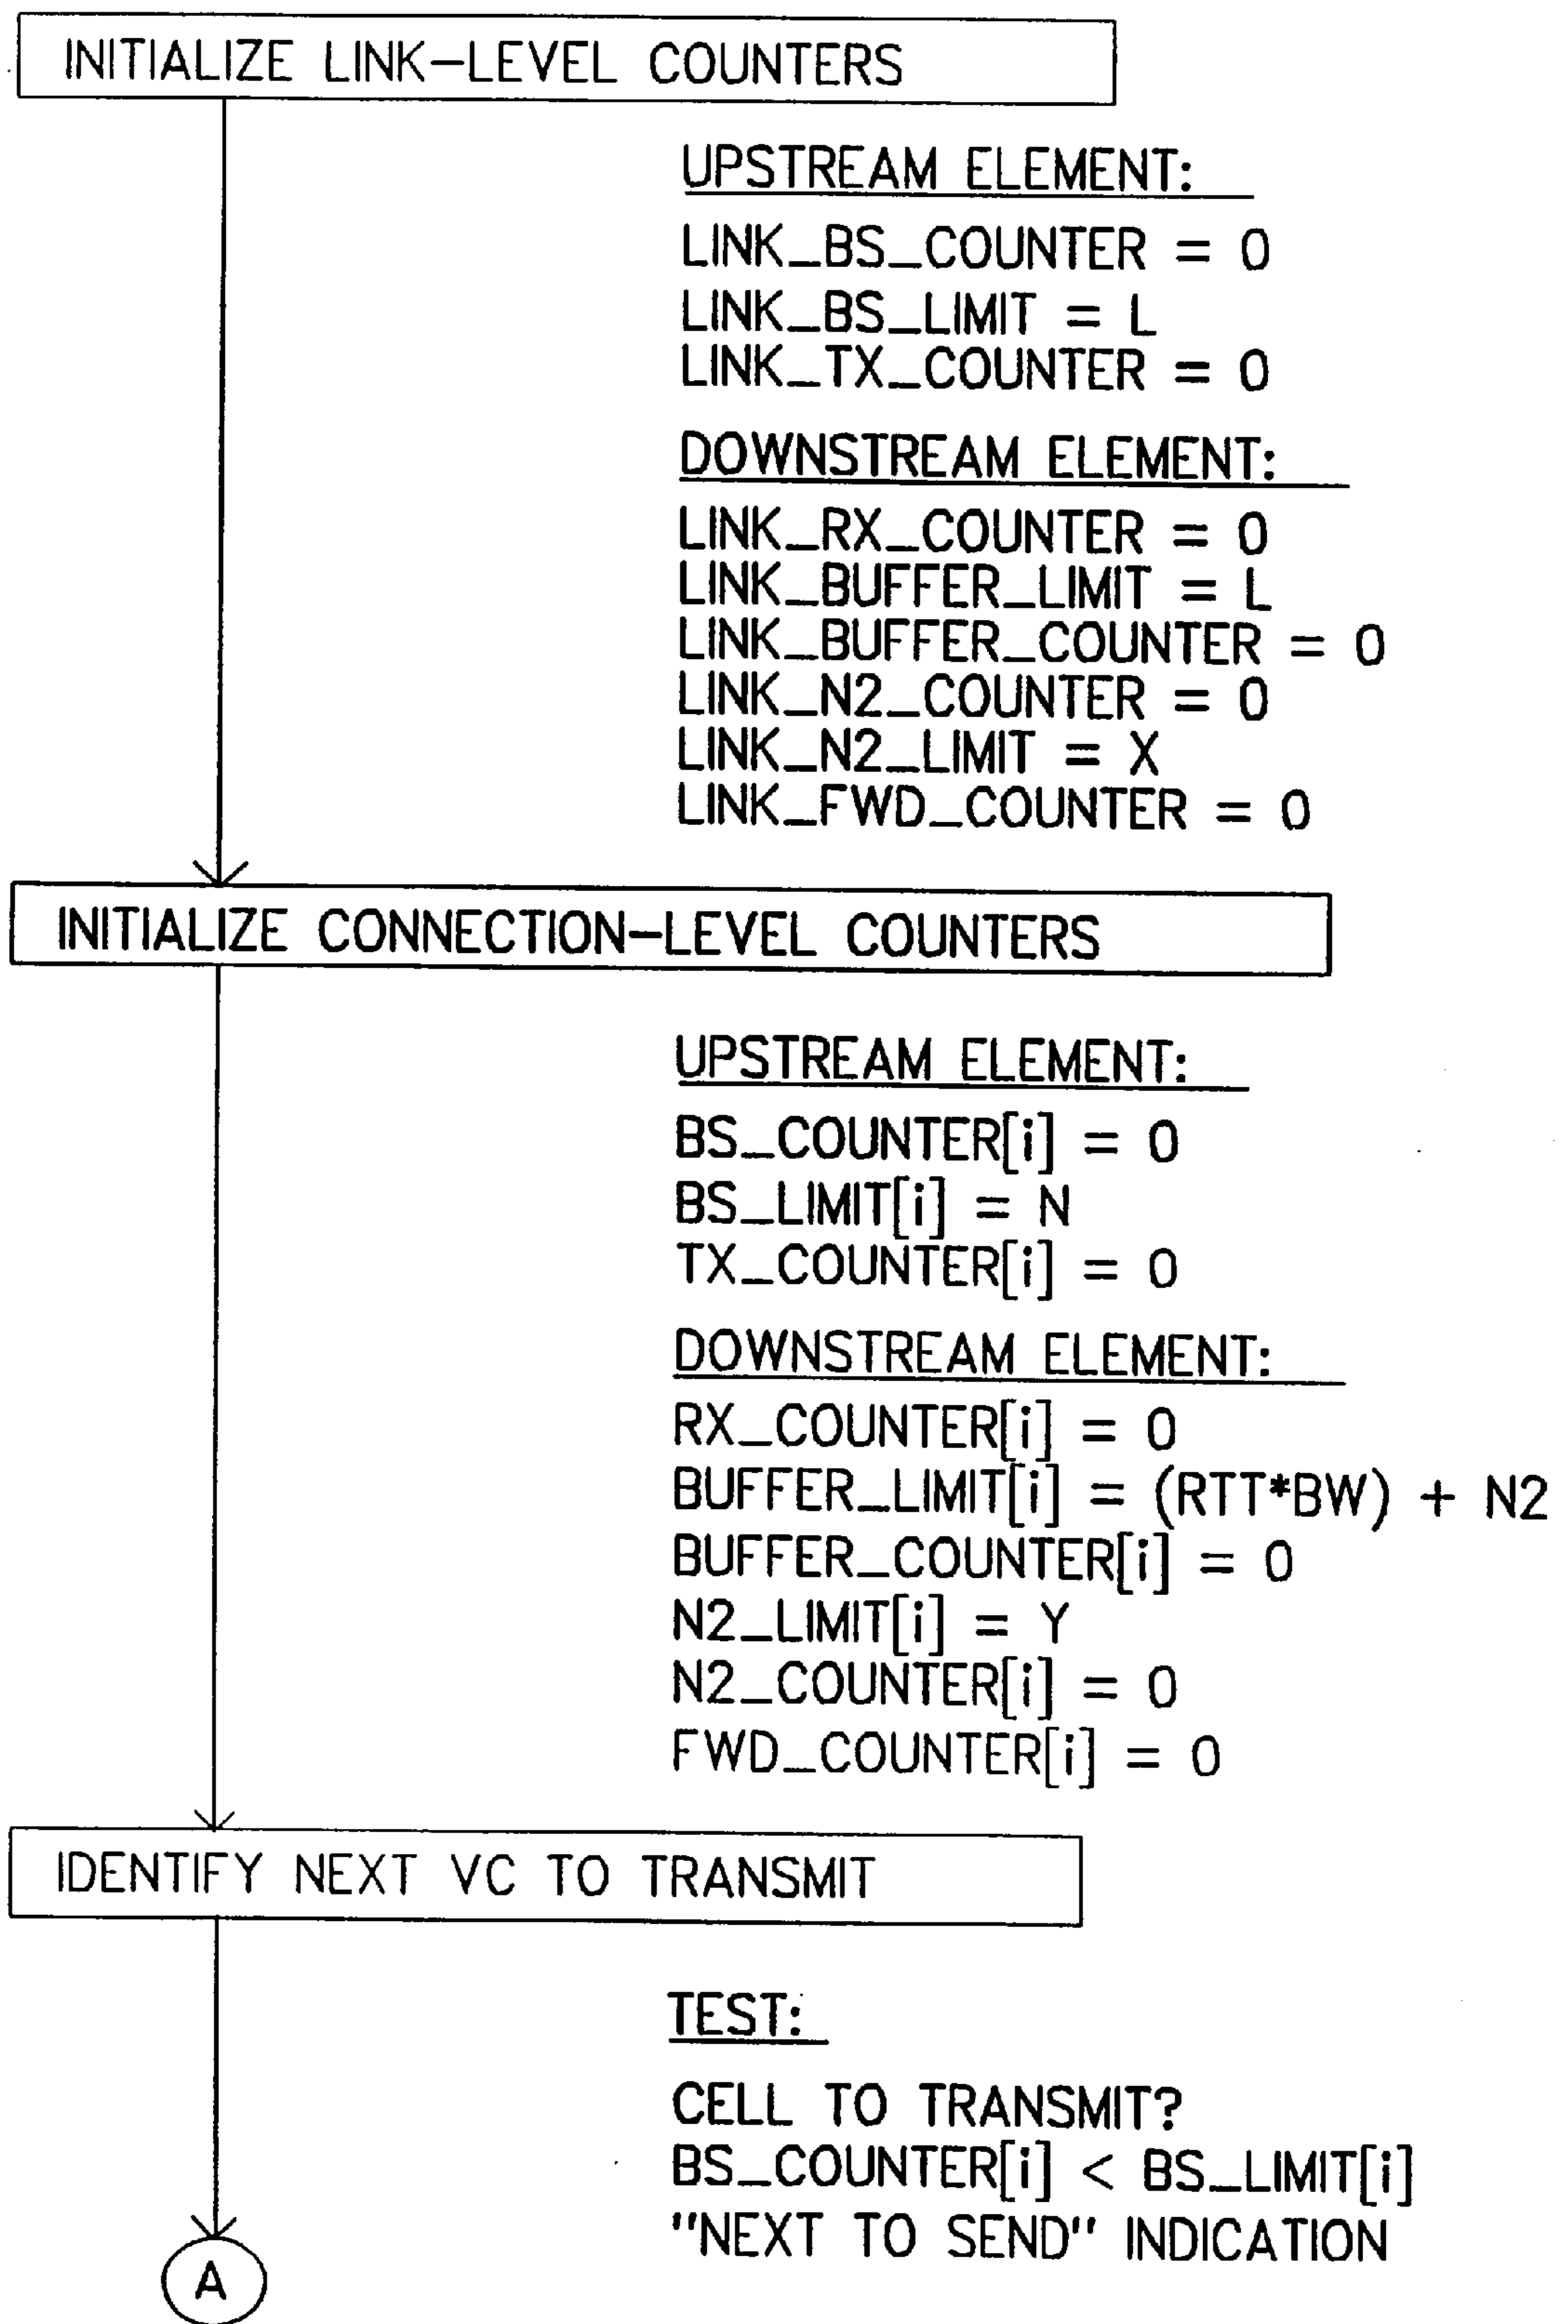 INITIALIZE LINK-LEVEL COUNTERS
UPSTREAM ELEMENT:
LINK_BS_COUNTER = 0
LINK_BS_LIMIT = L
LINK_TX_COUNTER = 0
DOWNSTREAM ELEMENT:
LINK_RX_COUNTER = 0
LINK_BUFFER_LIMIT = L
LINK_BUFFER_COUNTER = 0
LINK_N2_COUNTER = 0
LINK_N2_LIMIT = X
LINK_FWD_COUNTER = 0
INITIALIZE CONNECTION-LEVEL COUNTERS
UPSTREAM ELEMENT:
BS_COUNTER[i] = 0
BS_LIMIT[i] = N
TX_COUNTER[i] = 0
DOWNSTREAM ELEMENT:
RX_COUNTER[i] = 0
BUFFER_LIMIT[i] = (RTT*BW) + N2
BUFFER_COUNTER[i] = 0
N2_LIMIT[i] = Y
N2_COUNTER[i] = 0
FWD_COUNTER[i] = 0
IDENTIFY NEXT VC TO TRANSMIT
TEST:
CELL TO TRANSMIT?
BS_COUNTER[i] < BS_LIMIT[i]
"NEXT TO SEND" INDICATION
A